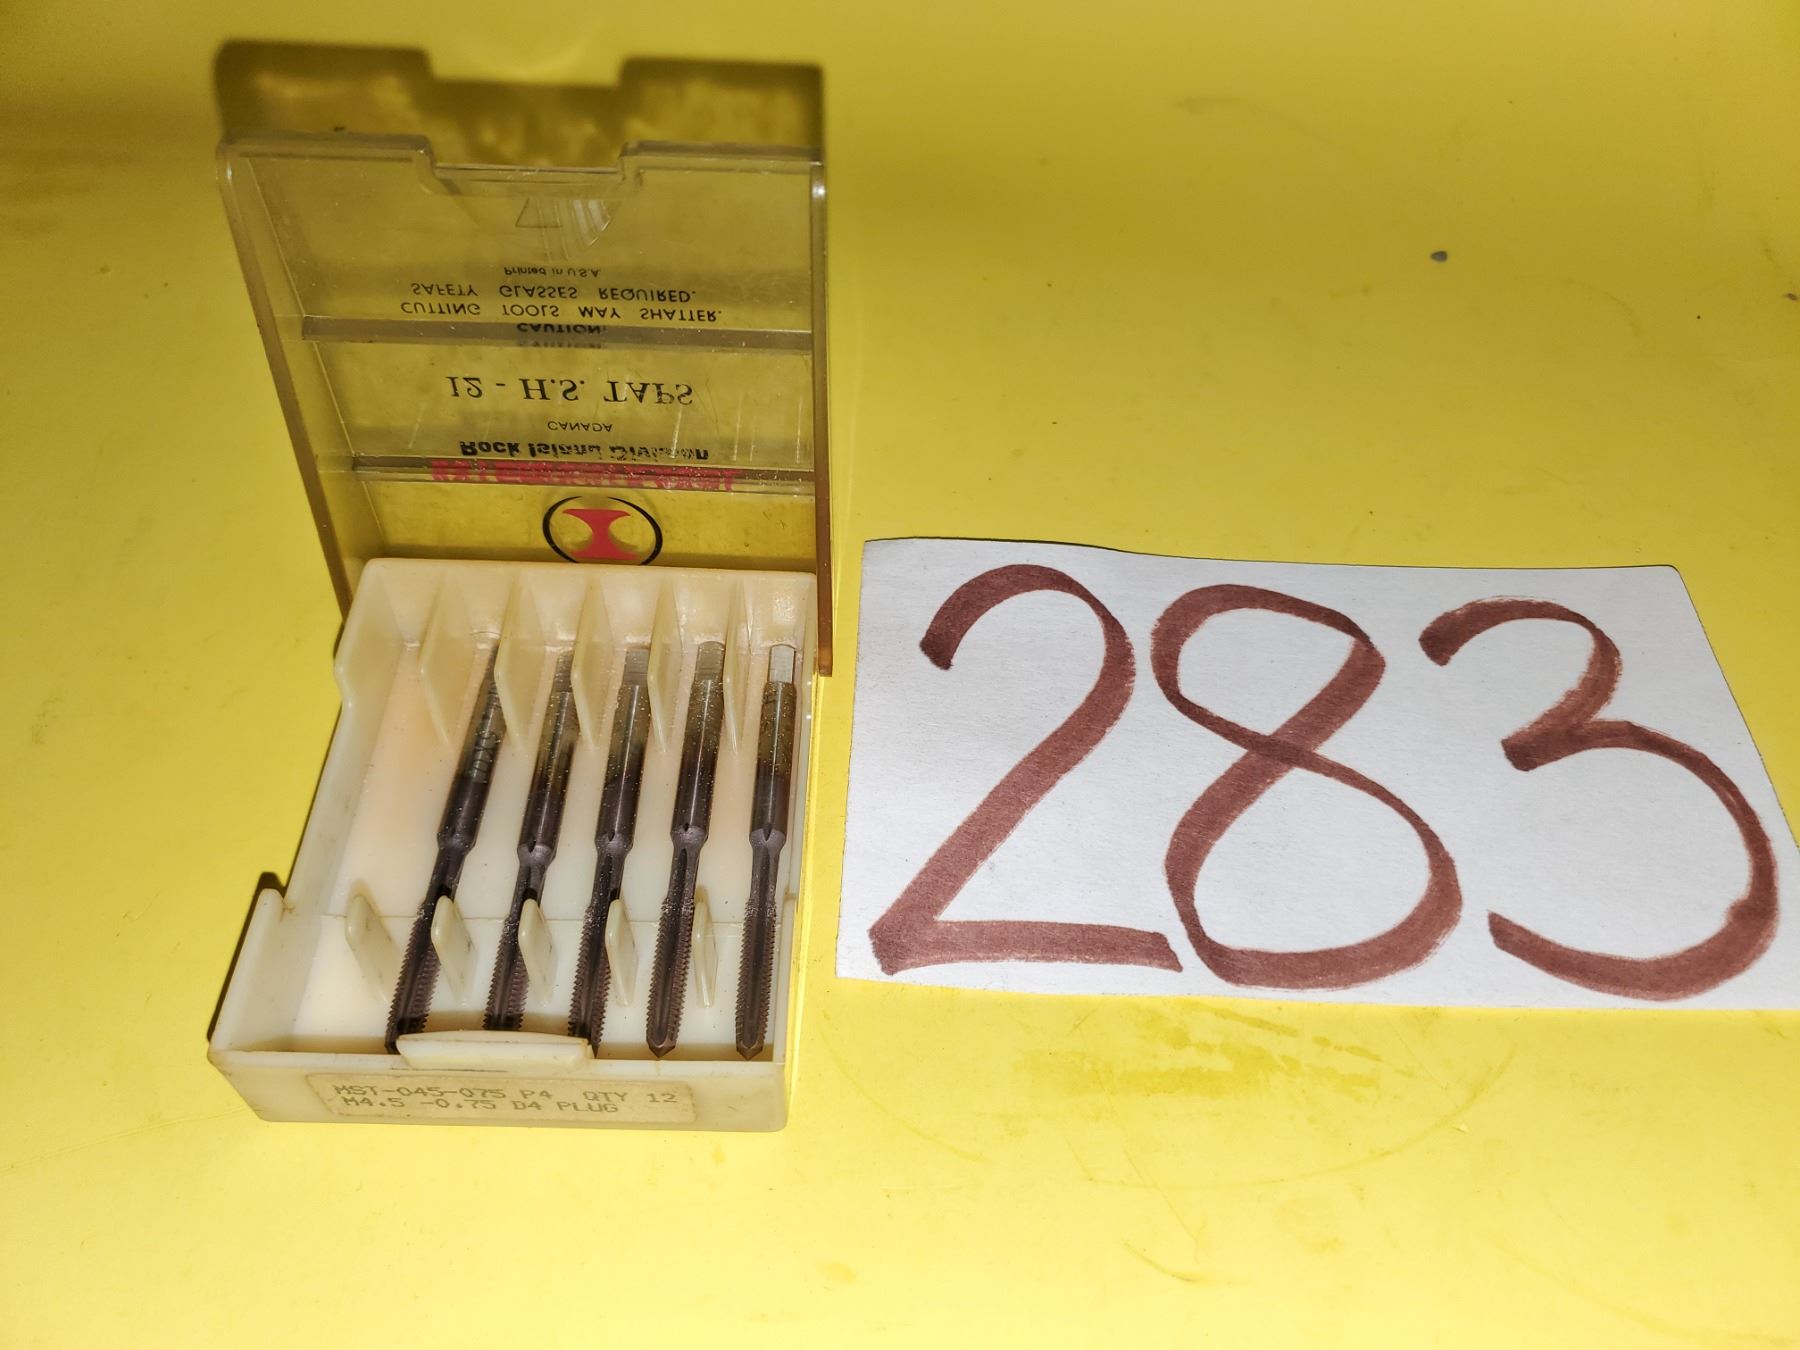 Printed in U.S.A.
SAFETY GLASSES REQUIRED.
CUTTING TOOLS MAY SHATTER.
CAUTION:
12 - H.S. TAPS
CANADA
Rock Island Division
283
MST-045-075 P4 QTY 12
M4.5 -0.75 D4 PLUG